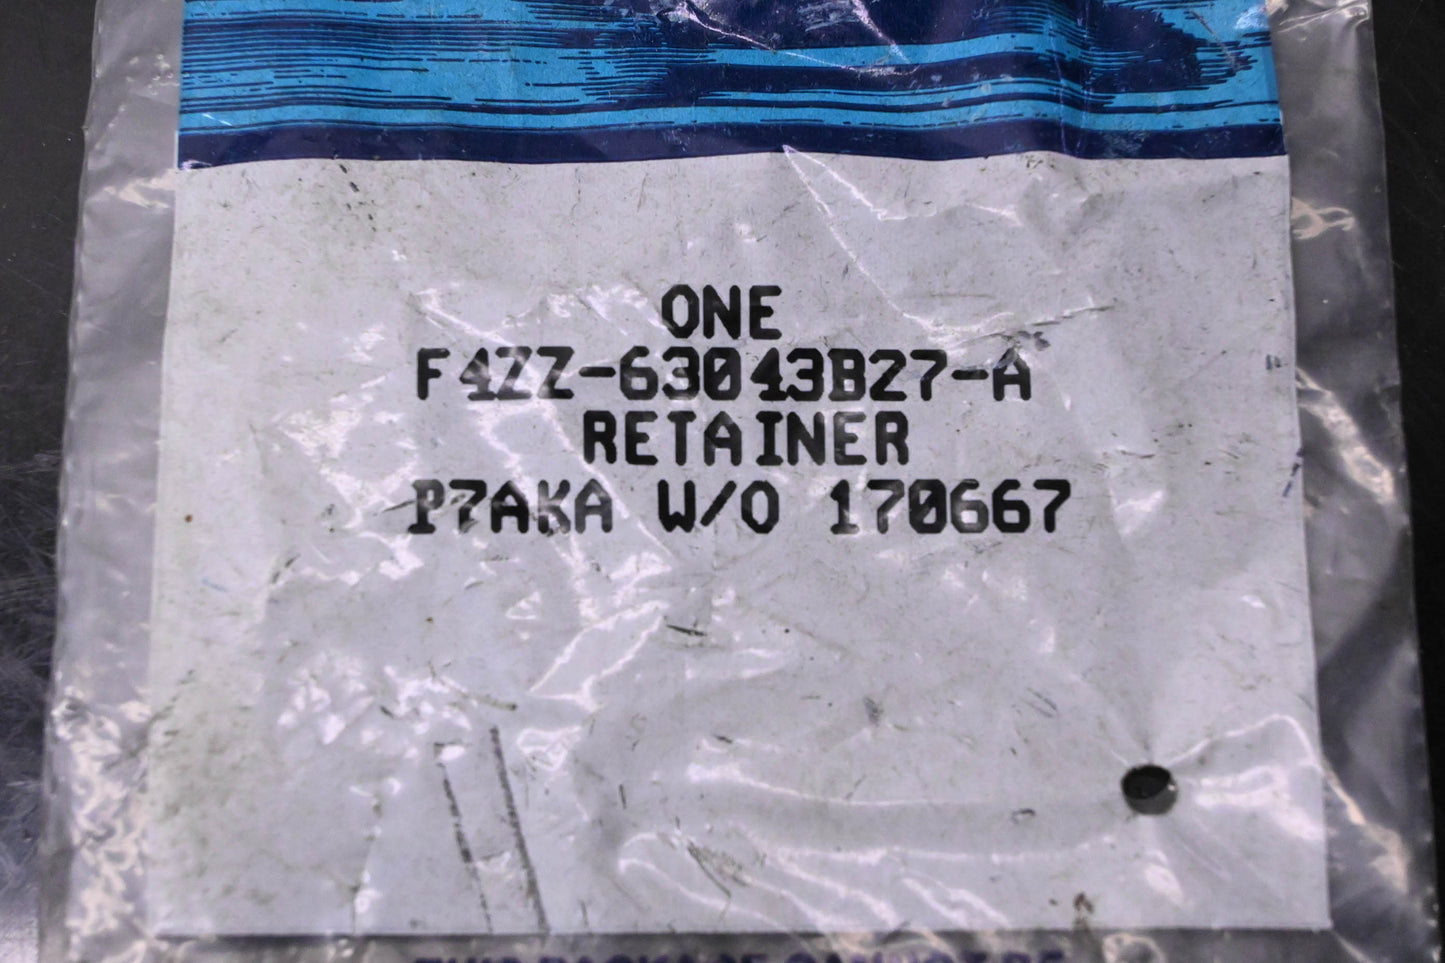 ONE
F4ZZ-63043B27-A
RETAINER
P7AKA W/O 170667